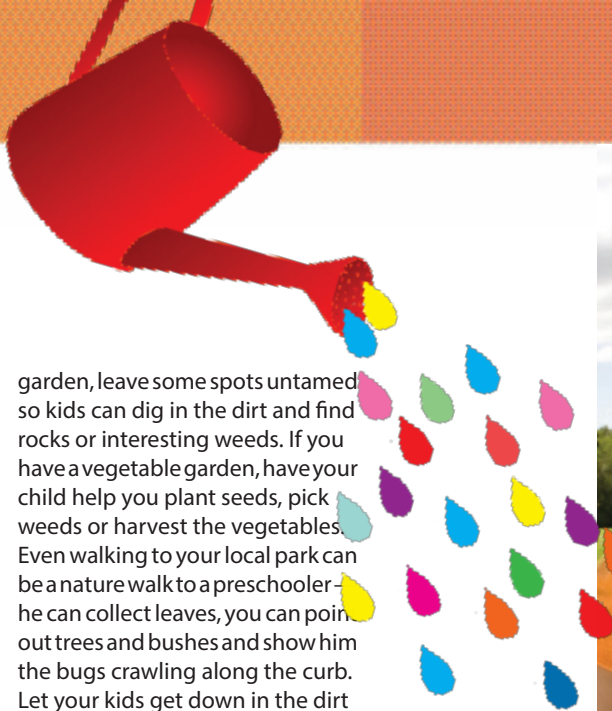 garden, leave some spots untamed
so kids can dig in the dirt and find
rocks or interesting weeds. If you
have a vegetable garden, have your
child help you plant seeds, pick
weeds or harvest the vegetables.
Even walking to your local park can
be a nature walk to a preschooler –
he can collect leaves, you can point
out trees and bushes and show him
the bugs crawling along the curb.
Let your kids get down in the dirt